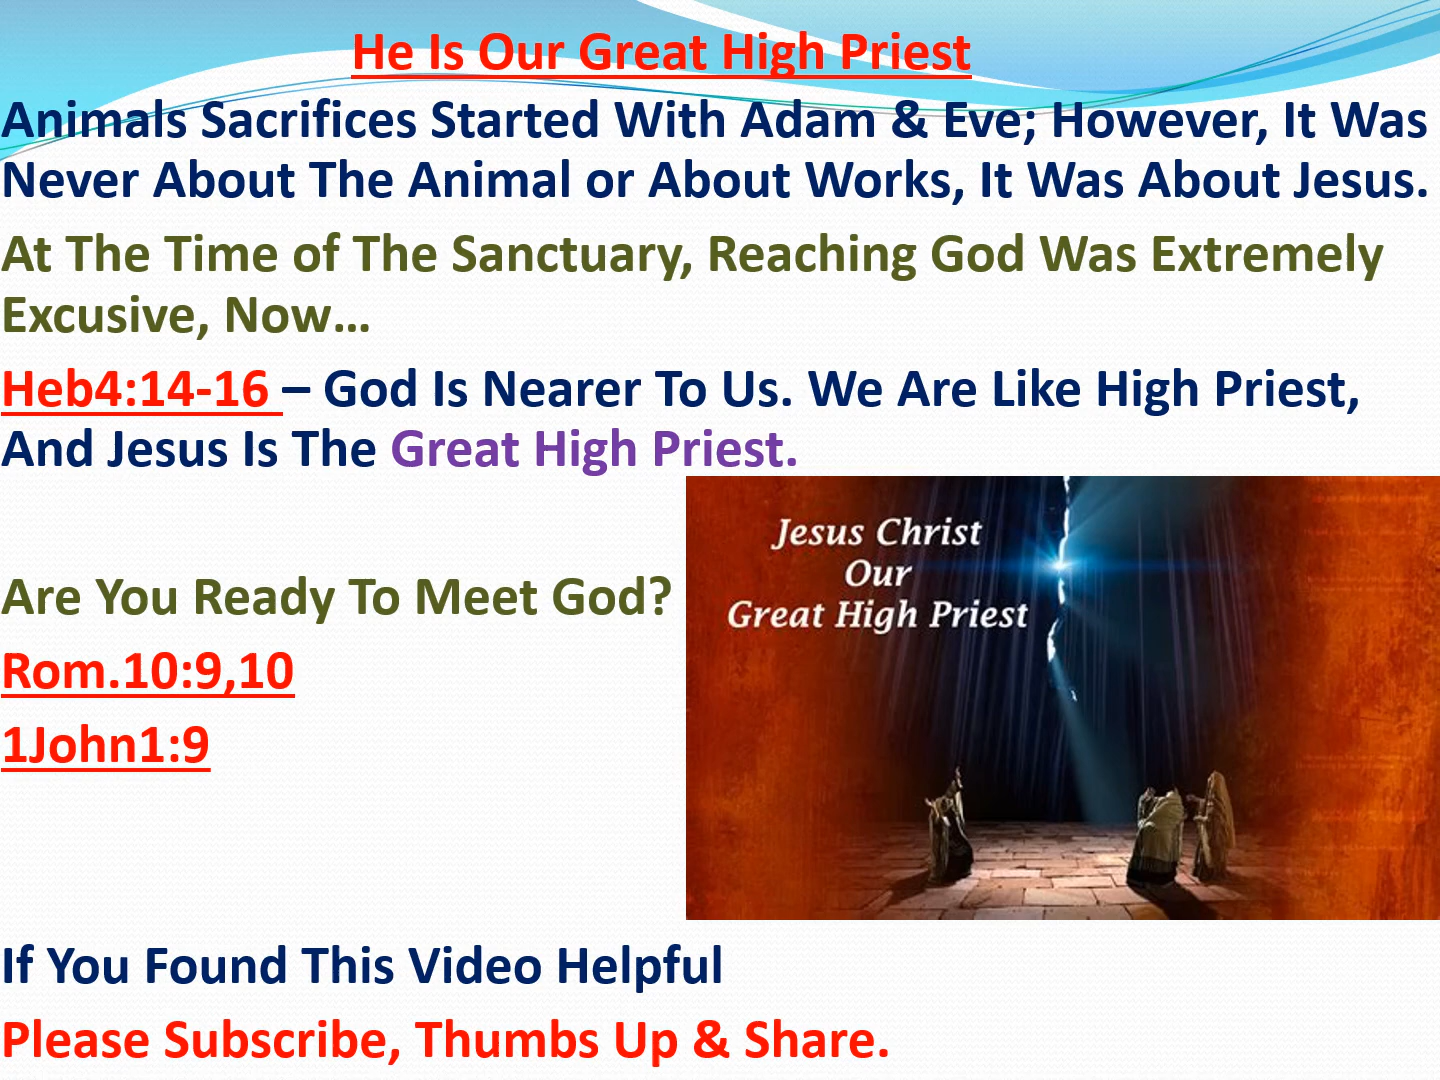 He Is Our Great High Priest
Animals Sacrifices Started With Adam & Eve; However, It Was
Never About The Animal or About Works, It Was About Jesus.
At The Time of The Sanctuary, Reaching God Was Extremely
Excusive, Now…
Heb4:14-16 – God Is Nearer To Us. We Are Like High Priest,
And Jesus Is The Great High Priest.
Jesus Christ
Our
Great High Priest
Are You Ready To Meet God?
Rom.10:9,10
1John1:9
If You Found This Video Helpful
Please Subscribe, Thumbs Up & Share.